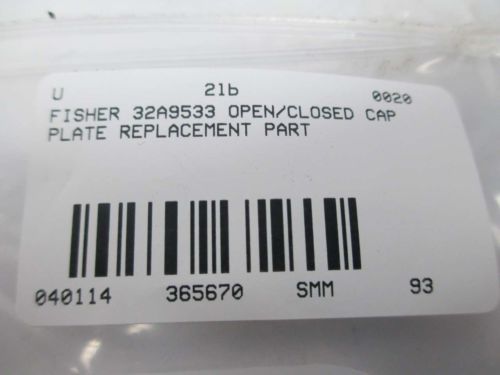 U 21b 0020
FISHER 32A9533 OPEN/CLOSED CAP
PLATE REPLACEMENT PART
040114 365670 SMM 93